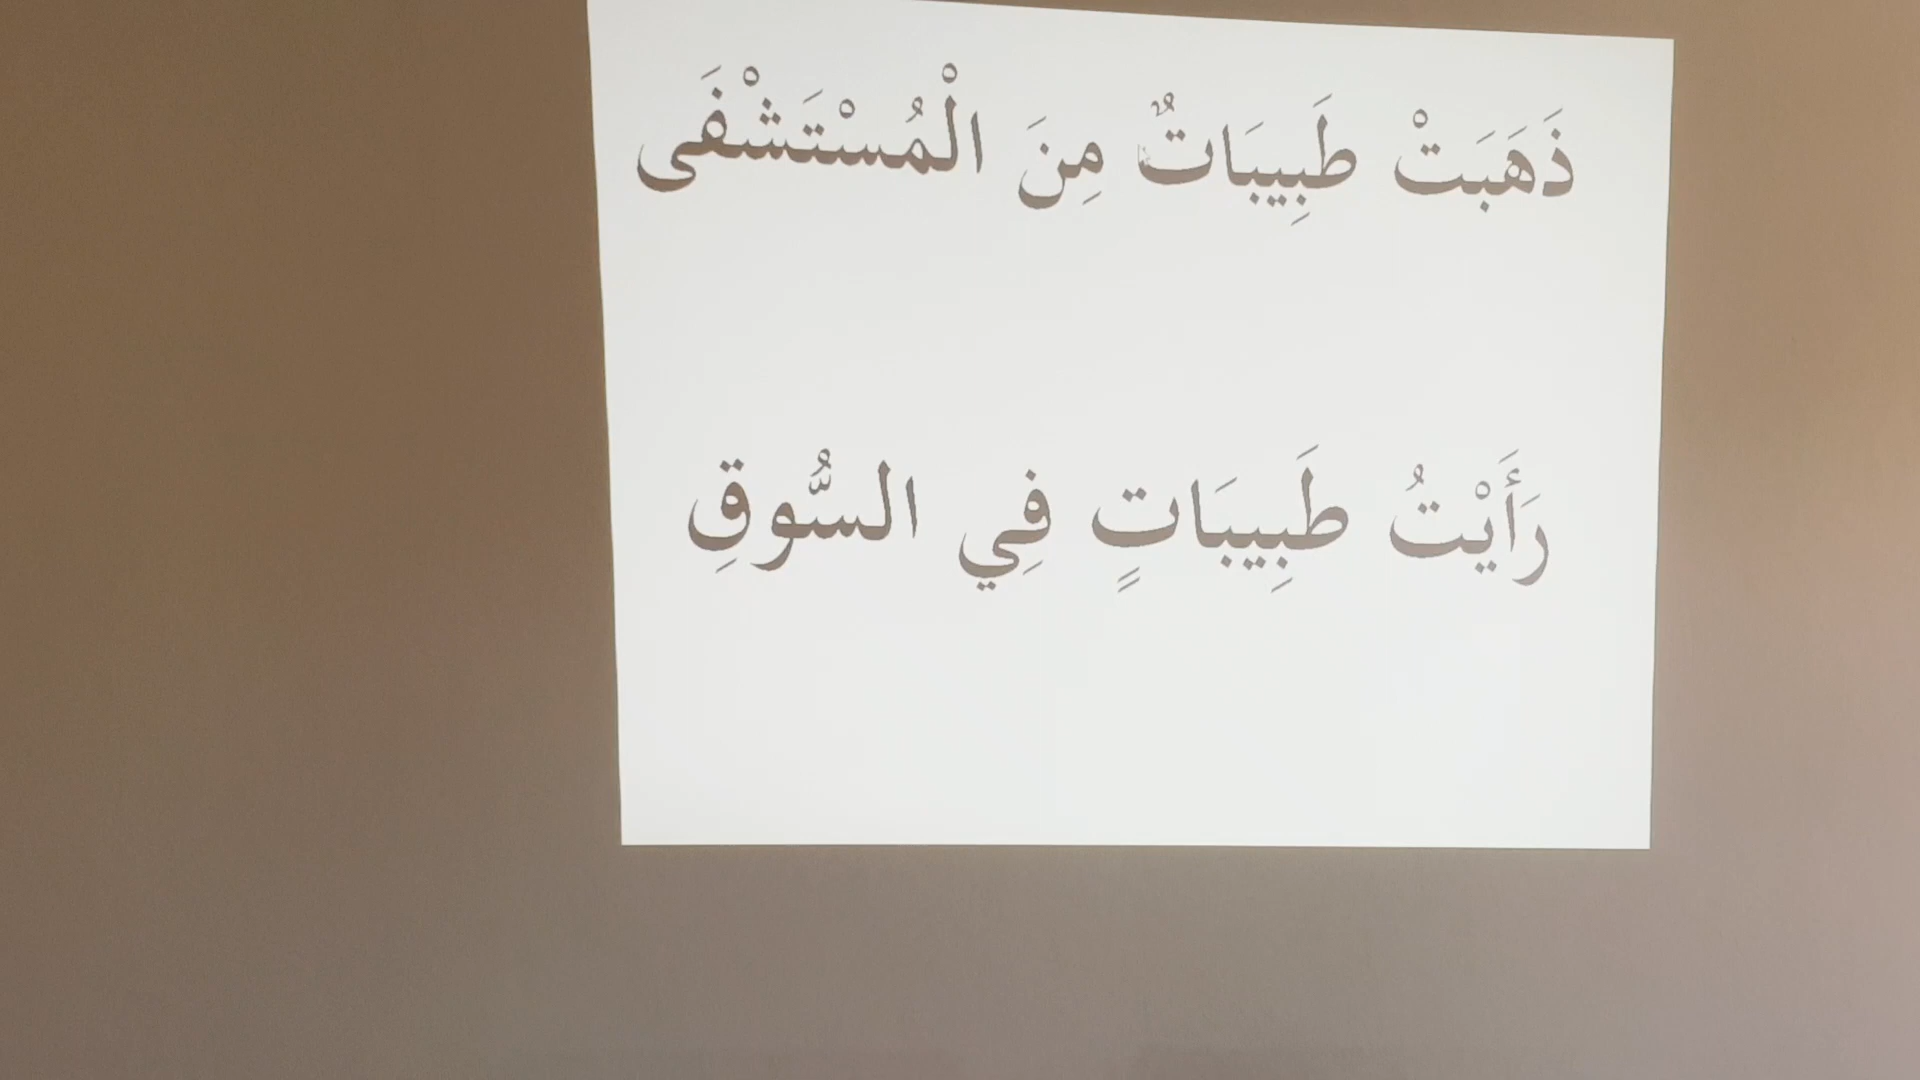 ذَهَبَتْ طَبِيبَاتٌ مِنَ الْمُسْتَشْفَى
رَأَيْتُ طَبِيبَاتٍ فِي السُّوقِ